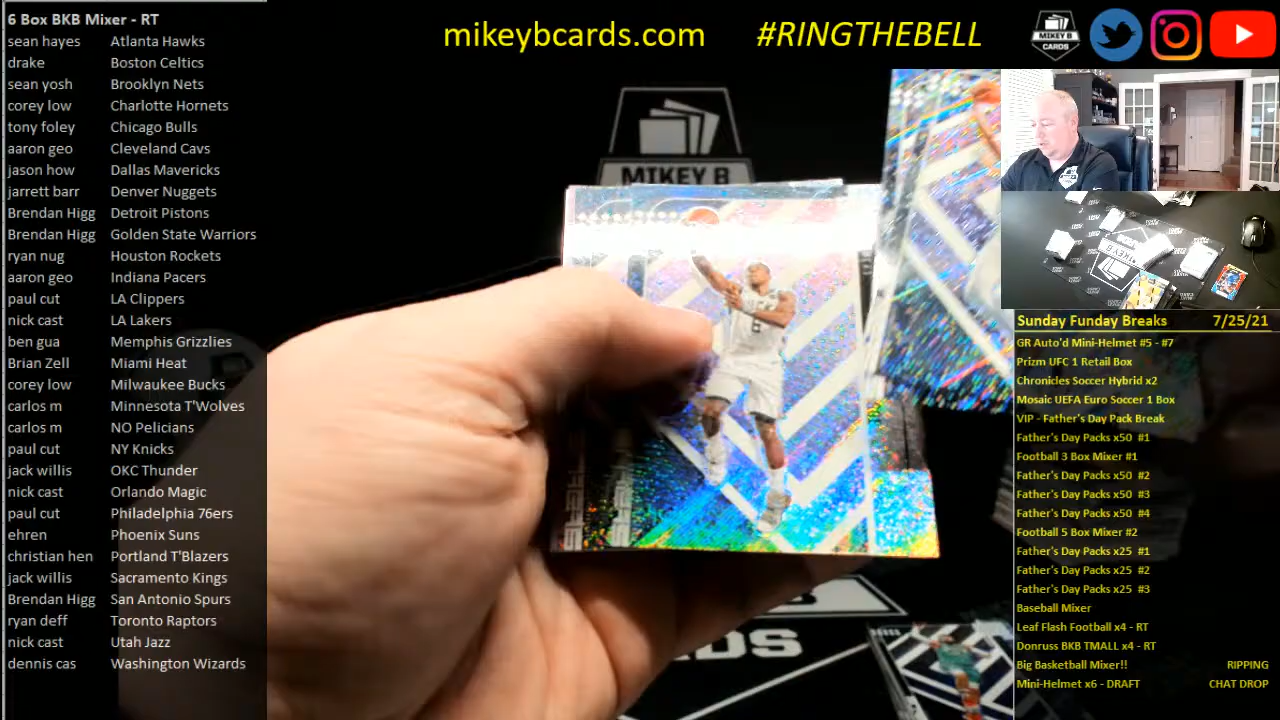 6 Box BKB Mixer - RT
sean hayes Atlanta Hawks
drake Boston Celtics
sean yosh Brooklyn Nets
corey low Charlotte Hornets
tony foley Chicago Bulls
aaron geo Cleveland Cavs
jason how Dallas Mavericks
jarrett barr Denver Nuggets
Brendan Higg Detroit Pistons
Brendan Higg Golden State Warriors
ryan nug Houston Rockets
aaron geo Indiana Pacers
paul cut LA Clippers
nick cast LA Lakers
ben gua Memphis Grizzlies
Brian Zell Miami Heat
corey low Milwaukee Bucks
carlos m Minnesota T'Wolves
carlos m NO Pelicans
paul cut NY Knicks
jack willis OKC Thunder
nick cast Orlando Magic
paul cut Philadelphia 76ers
ehren Phoenix Suns
christian hen Portland T'Blazers
jack willis Sacramento Kings
Brendan Higg San Antonio Spurs
ryan deff Toronto Raptors
nick cast Utah Jazz
dennis cas Washington Wizards
mikeybcards.com #RINGTHEBELL
MIKEY B
CARDS
MIKEY B
CARDS
Sunday Funday Breaks 7/25/21
GR Auto'd Mini-Helmet #5 - #7
Prizm UFC 1 Retail Box
Chronicles Soccer Hybrid x2
Mosaic UEFA Euro Soccer 1 Box
VIP - Father's Day Pack Break
Father's Day Packs x50 #1
Football 3 Box Mixer #1
Father's Day Packs x50 #2
Father's Day Packs x50 #3
Father's Day Packs x50 #4
Football 5 Box Mixer #2
Father's Day Packs x25 #1
Father's Day Packs x25 #2
Father's Day Packs x25 #3
Baseball Mixer
Leaf Flash Football x4 - RT
Donruss BKB TMALL x4 - RT
Big Basketball Mixer!! RIPPING
Mini-Helmet x6 - DRAFT CHAT DROP